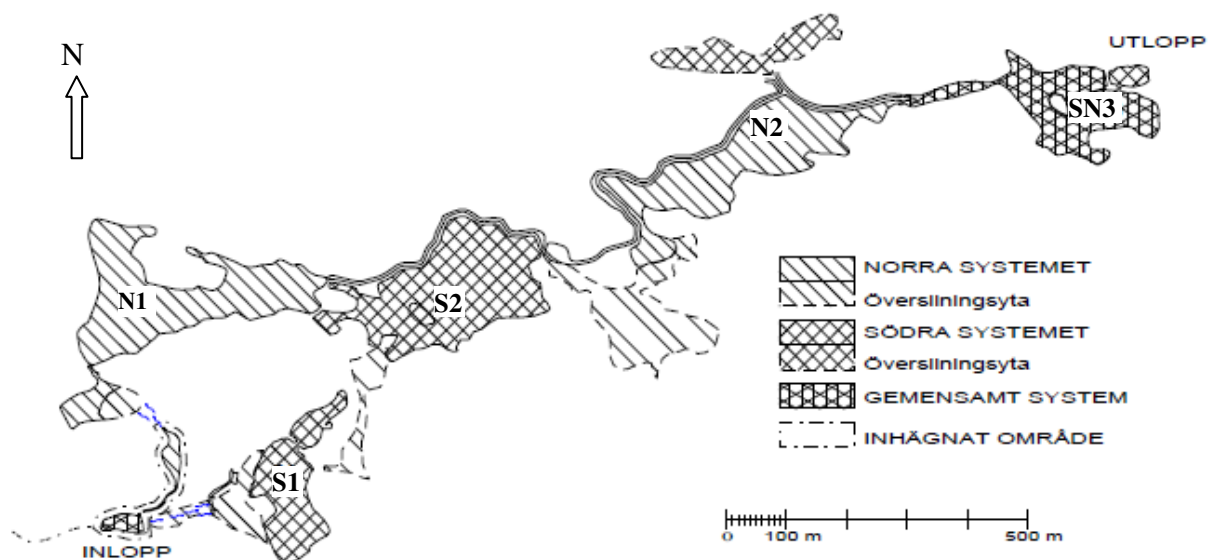 N
UTLOPP
SN3
N2
N1
S2
S1
INLOPP
NORRA SYSTEMET
Översilningsyta
SÖDRA SYSTEMET
Översilningsyta
GEMENSAMT SYSTEM
INHÄGNAT OMRÅDE
0 100 m 500 m